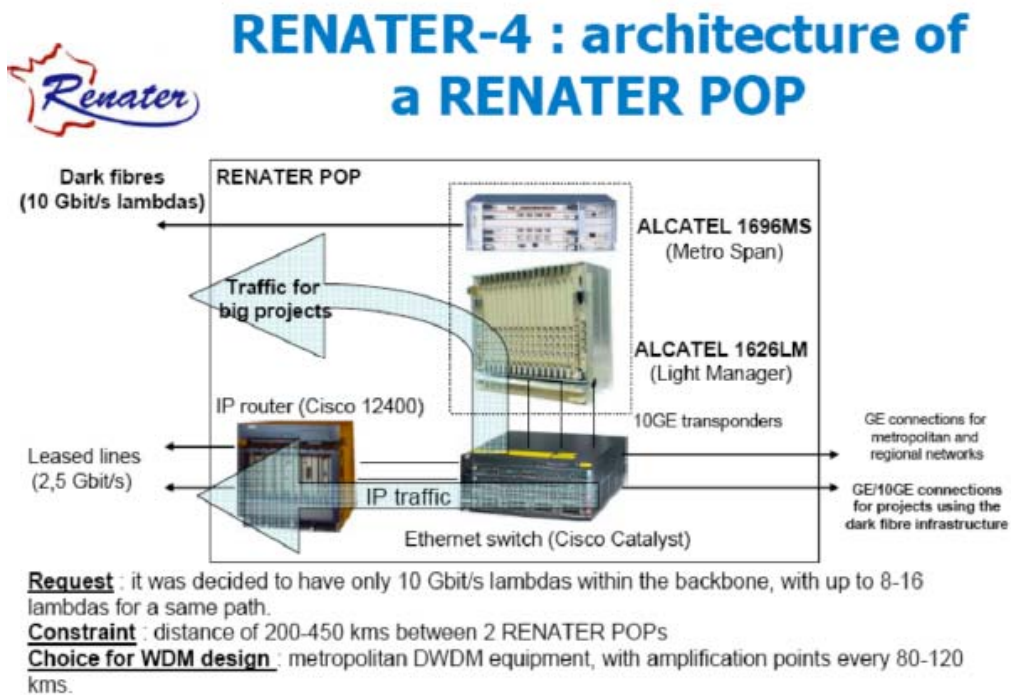 RENATER-4 : architecture of
a RENATER POP
Renater
Dark fibres
(10 Gbit/s lambdas)
RENATER POP
ALCATEL 1696MS
(Metro Span)
Traffic for
big projects
ALCATEL 1626LM
(Light Manager)
IP router (Cisco 12400)
10GE transponders
GE connections for
metropolitan and
regional networks
Leased lines
(2,5 Gbit/s)
IP traffic
GE/10GE connections
for projects using the
dark fibre infrastructure
Ethernet switch (Cisco Catalyst)
Request : it was decided to have only 10 Gbit/s lambdas within the backbone, with up to 8-16
lambdas for a same path.
Constraint : distance of 200-450 kms between 2 RENATER POPs
Choice for WDM design : metropolitan DWDM equipment, with amplification points every 80-120
kms.